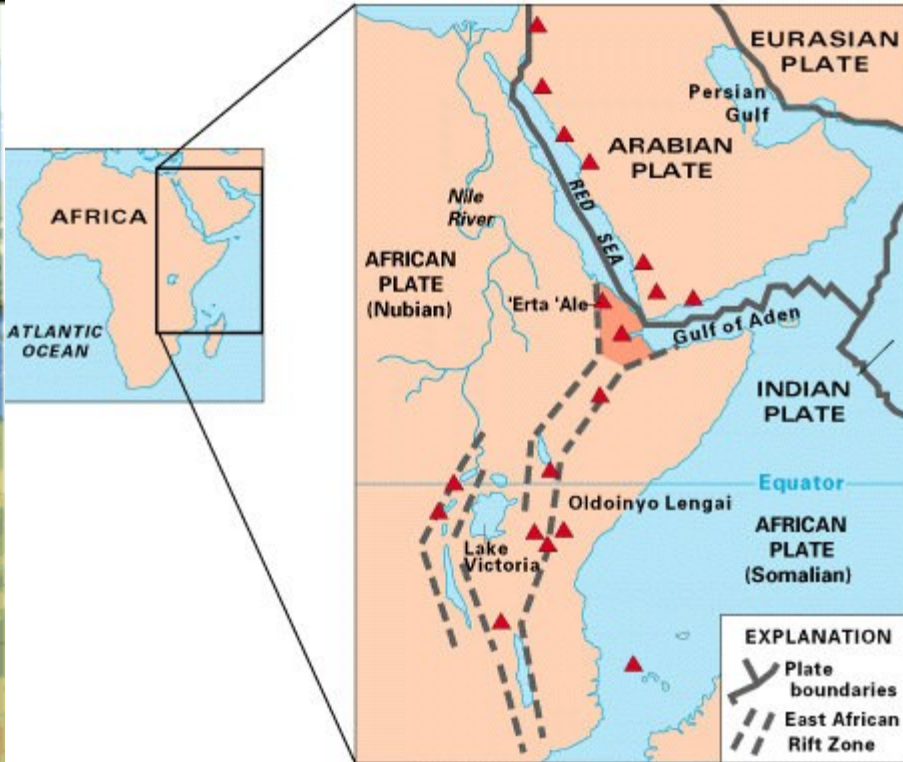 AFRICA
ATLANTIC
OCEAN
EURASIAN
PLATE
Persian
Gulf
ARABIAN
PLATE
RED
SEA
Nile
River
AFRICAN
PLATE
(Nubian)
'Erta 'Ale
Gulf of Aden
INDIAN
PLATE
Equator
Oldoinyo Lengai
Lake
Victoria
AFRICAN
PLATE
(Somalian)
EXPLANATION
Plate
boundaries
East African
Rift Zone